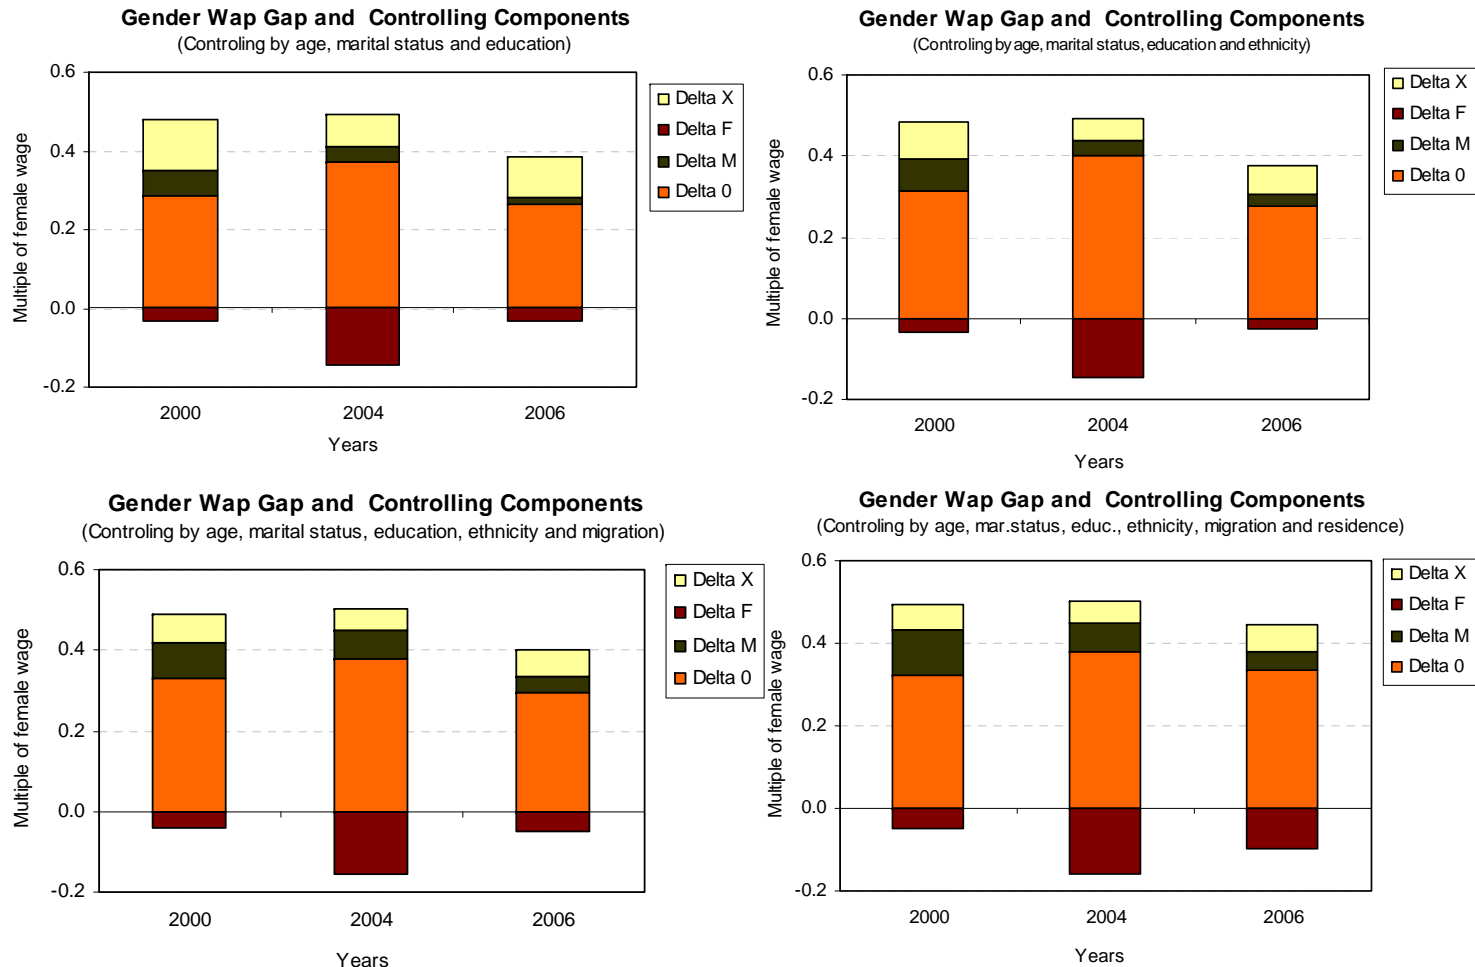 Gender Wap Gap and Controlling Components
(Controling by age, marital status and education)
Multiple of female wage
0.6
0.4
0.2
0.0
-0.2
2000 2004 2006
Years
Delta X
Delta F
Delta M
Delta 0
Gender Wap Gap and Controlling Components
(Controling by age, marital status, education and ethnicity)
Multiple of female wage
0.6
0.4
0.2
0.0
-0.2
2000 2004 2006
Years
Delta X
Delta F
Delta M
Delta 0
Gender Wap Gap and Controlling Components
(Controling by age, marital status, education, ethnicity and migration)
Multiple of female wage
0.6
0.4
0.2
0.0
-0.2
2000 2004 2006
Years
Delta X
Delta F
Delta M
Delta 0
Gender Wap Gap and Controlling Components
(Controling by age, mar.status, educ., ethnicity, migration and residence)
Multiple of female wage
0.6
0.4
0.2
0.0
-0.2
2000 2004 2006
Years
Delta X
Delta F
Delta M
Delta 0